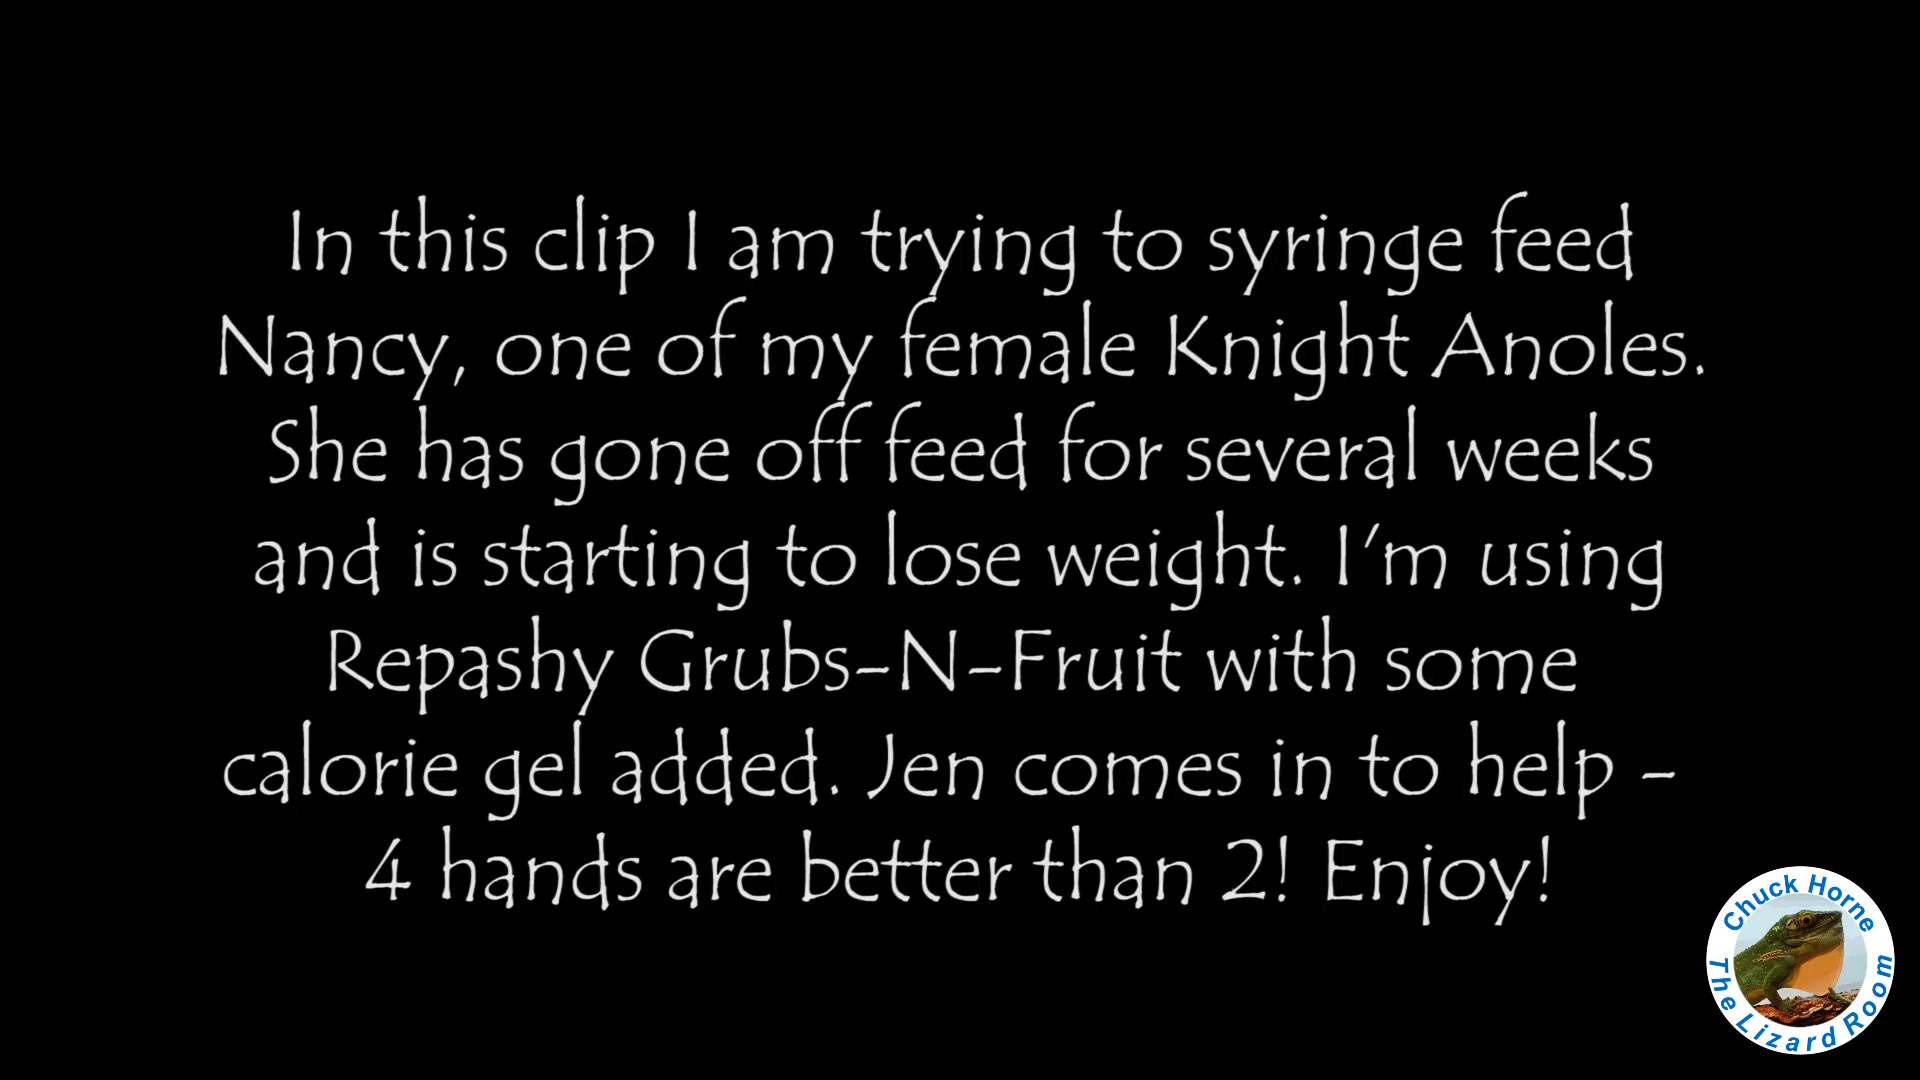 In this clip I am trying to syringe feed
Nancy, one of my female Knight Anoles.
She has gone off feed for several weeks
and is starting to lose weight. I'm using
Repashy Grubs-N-Fruit with some
calorie gel added. Jen comes in to help -
4 hands are better than 2! Enjoy!
Chuck Horne
The Lizard Room